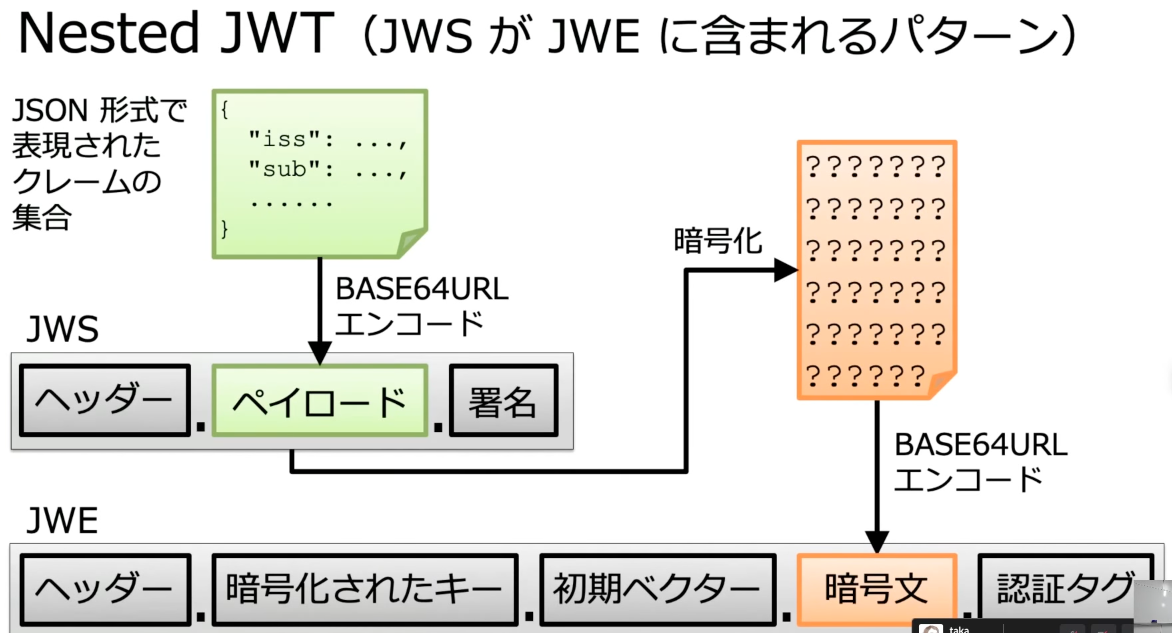 Nested JWT（JWS が JWE に含まれるパターン）
JSON 形式で
表現された
クレームの
集合
{
"iss": ...,
"sub": ...,
......
}
BASE64URL
エンコード
JWS
ヘッダー . ペイロード . 署名
暗号化
???????
???????
???????
???????
???????
??????
BASE64URL
エンコード
JWE
ヘッダー . 暗号化されたキー . 初期ベクター . 暗号文 . 認証タグ
taka